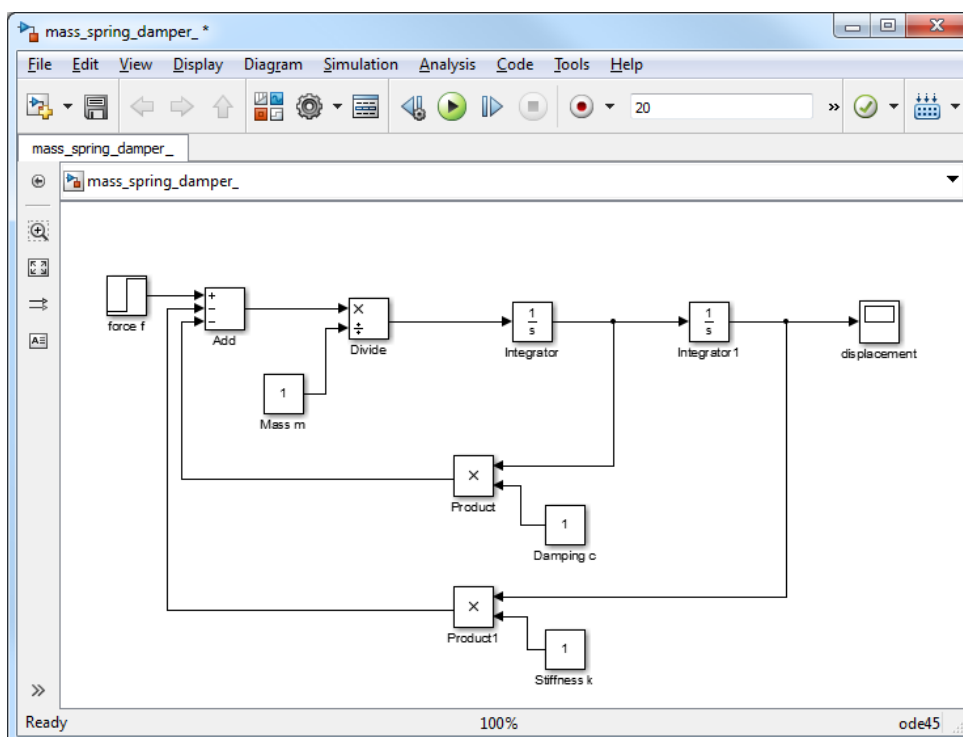 mass_spring_damper_ *
File Edit View Display Diagram Simulation Analysis Code Tools Help
20
»
mass_spring_damper_
mass_spring_damper_
force f
+
−
−
Add
×
÷
Divide
1
s
Integrator
1
s
Integrator1
displacement
1
Mass m
×
Product
1
Damping c
×
Product1
1
Stiffness k
»
Ready 100% ode45